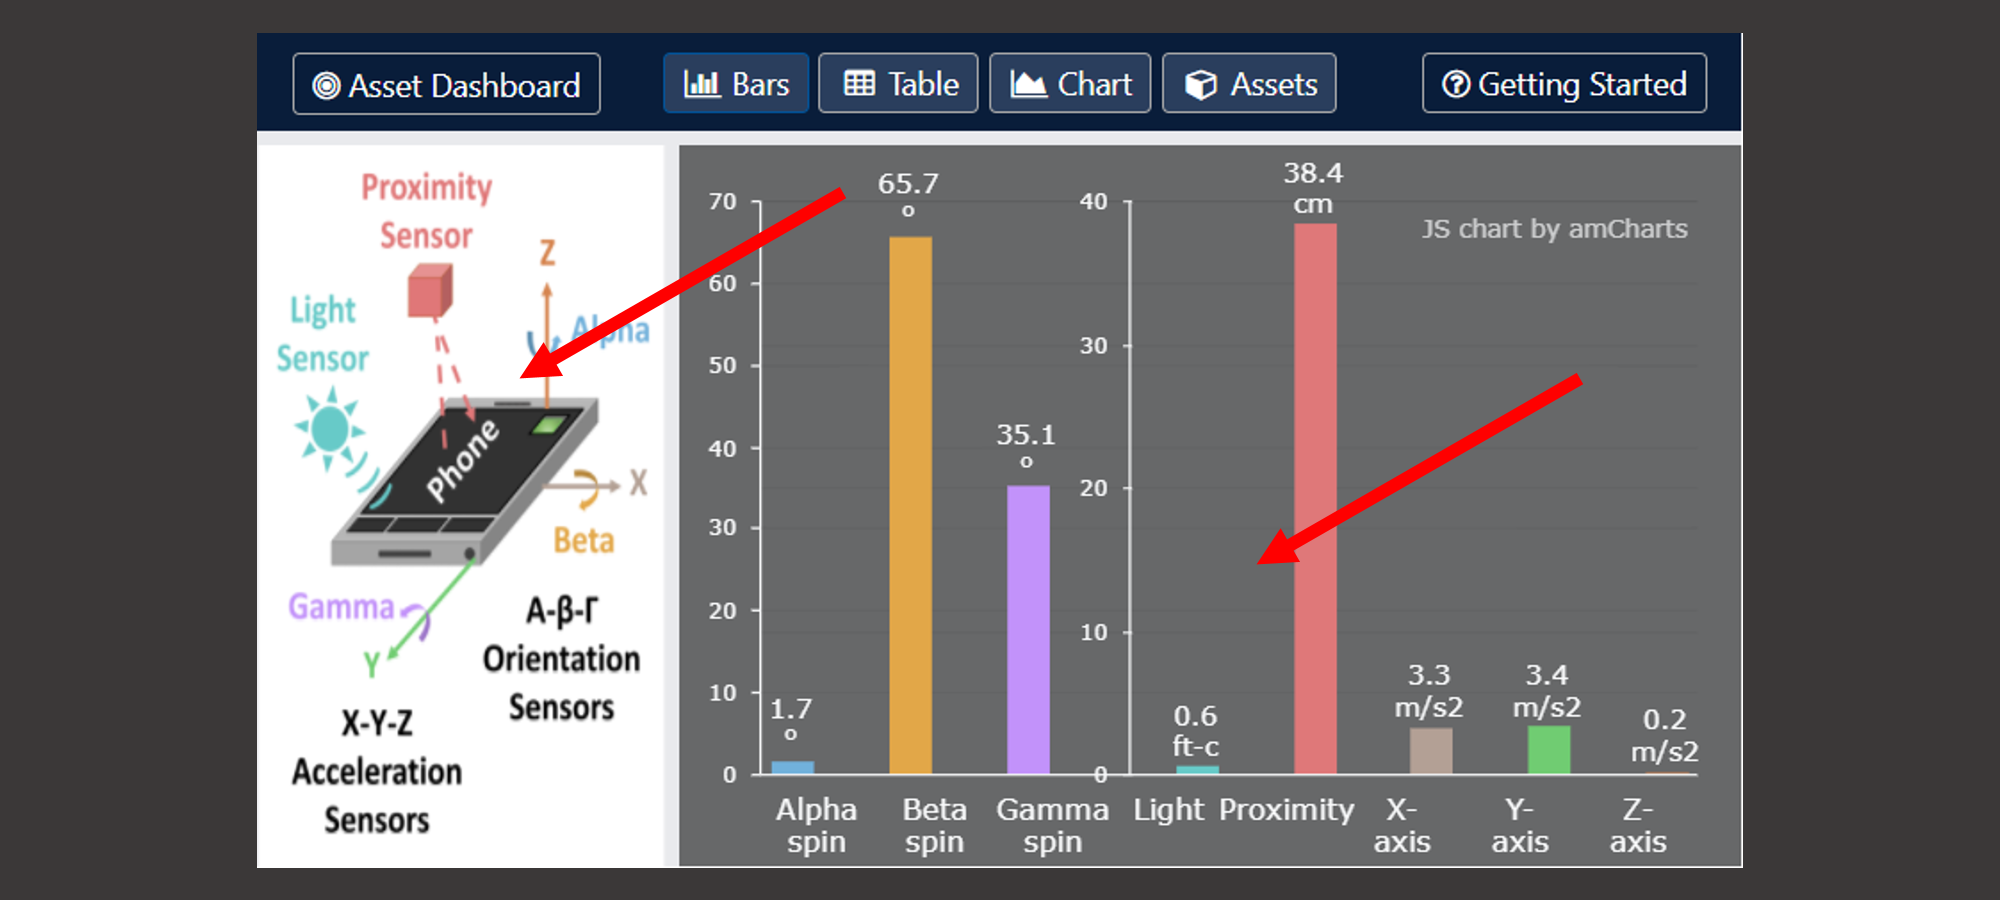 Asset Dashboard
Bars
Table
Chart
Assets
Getting Started
Proximity
Sensor
Light
Sensor
Z
Alpha
Phone
X
Beta
Gamma
Y
Α-β-Γ
Orientation
Sensors
X-Y-Z
Acceleration
Sensors
70
60
50
40
30
20
10
0
1.7
°
65.7
°
35.1
°
40
30
20
10
0
0.6
ft-c
38.4
cm
3.3
m/s2
3.4
m/s2
0.2
m/s2
JS chart by amCharts
Alpha
spin
Beta
spin
Gamma
spin
Light
Proximity
X-
axis
Y-
axis
Z-
axis